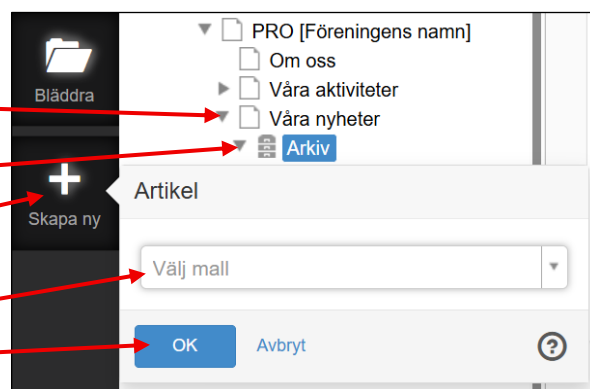 PRO [Föreningens namn]
Om oss
Bläddra
Våra aktiviteter
Våra nyheter
Arkiv
Skapa ny
Artikel
Välj mall
OK Avbryt ?